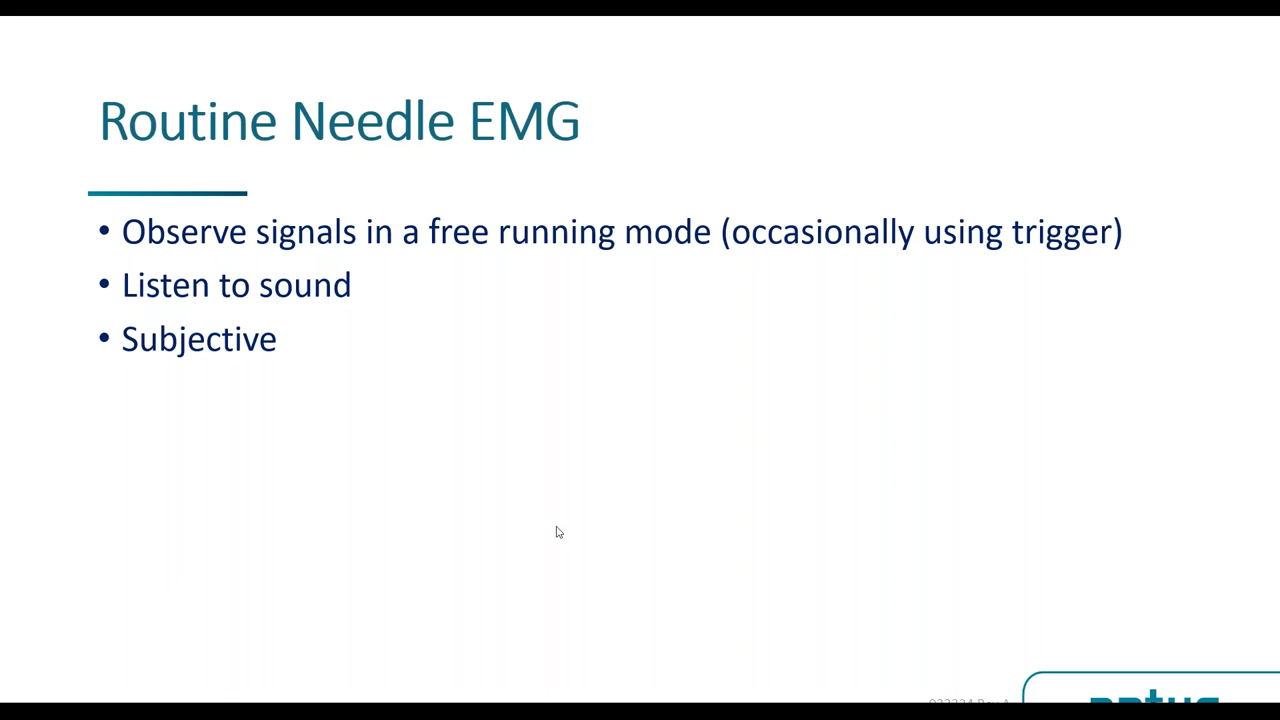 Routine Needle EMG
• Observe signals in a free running mode (occasionally using trigger)
• Listen to sound
• Subjective